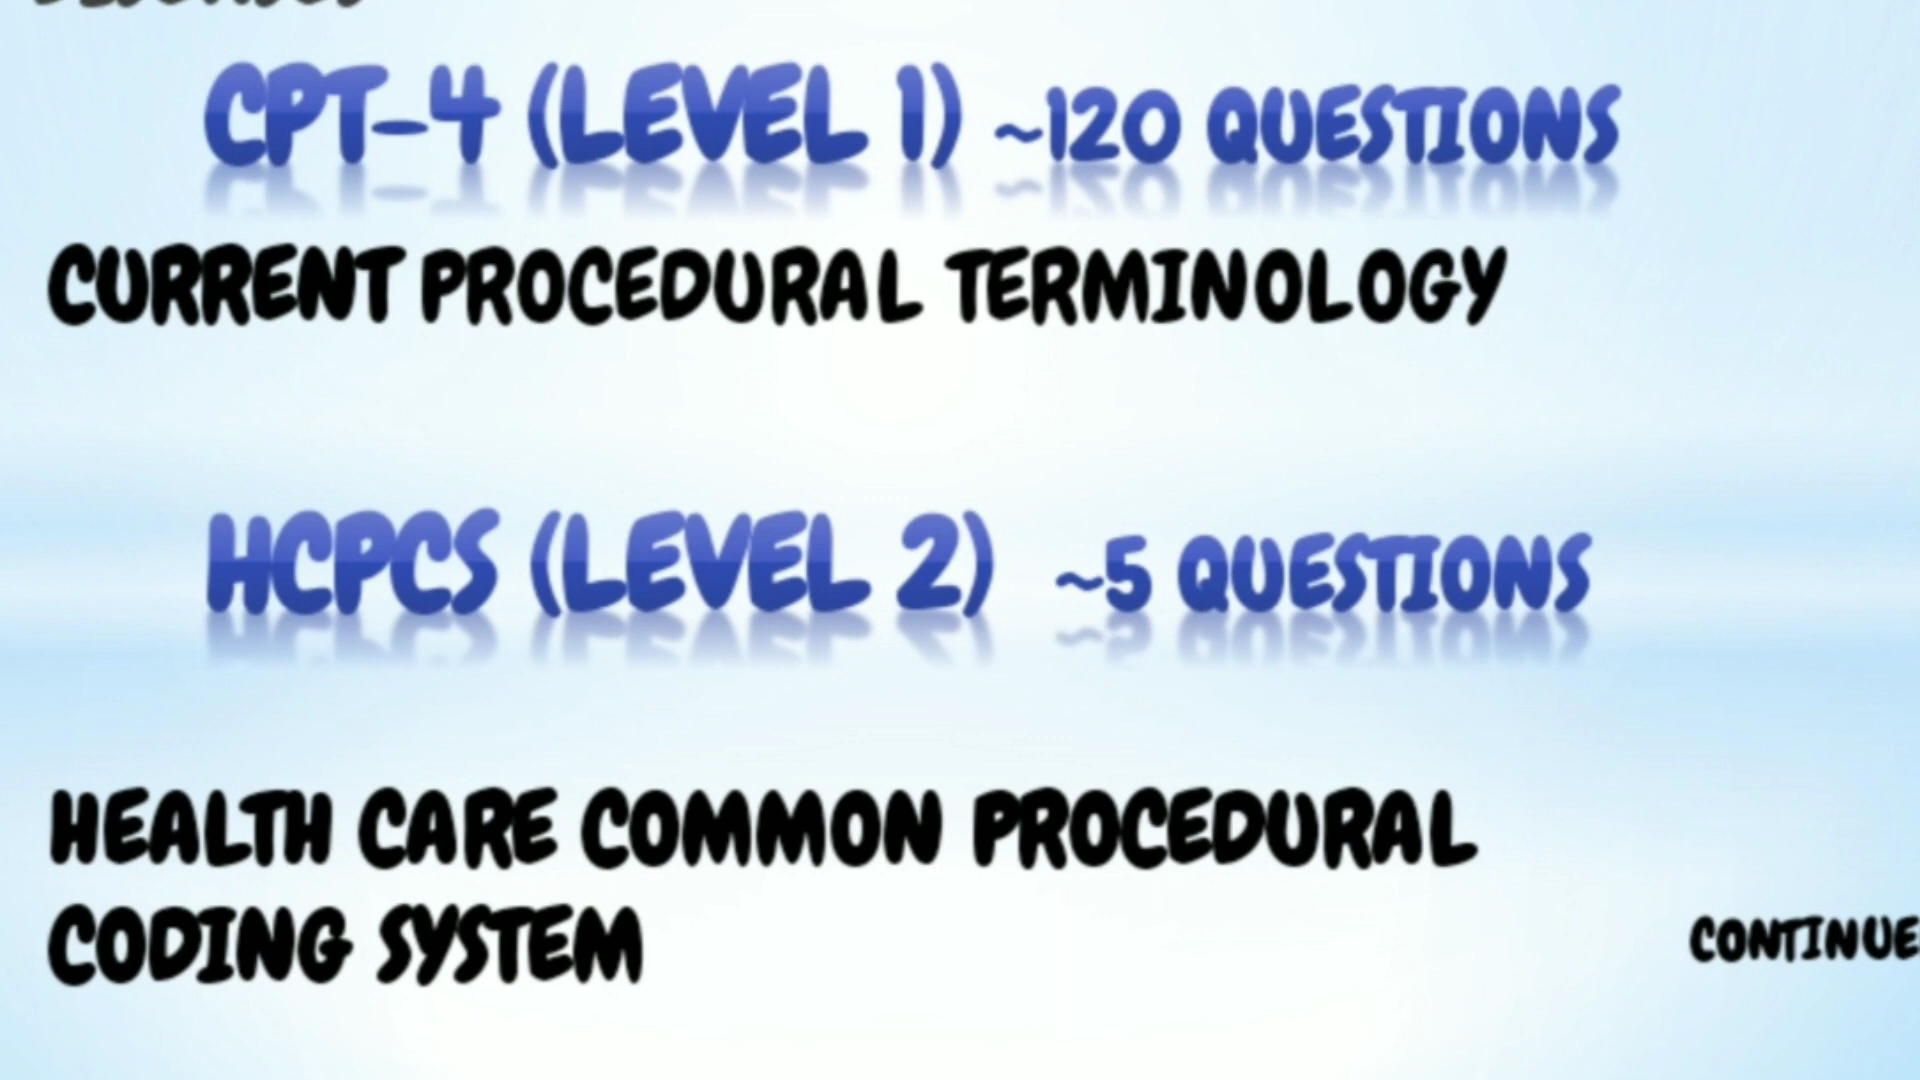 CPT-4 (LEVEL 1) ~120 QUESTIONS
CURRENT PROCEDURAL TERMINOLOGY
HCPCS (LEVEL 2) ~5 QUESTIONS
HEALTH CARE COMMON PROCEDURAL
CODING SYSTEM
CONTINUE